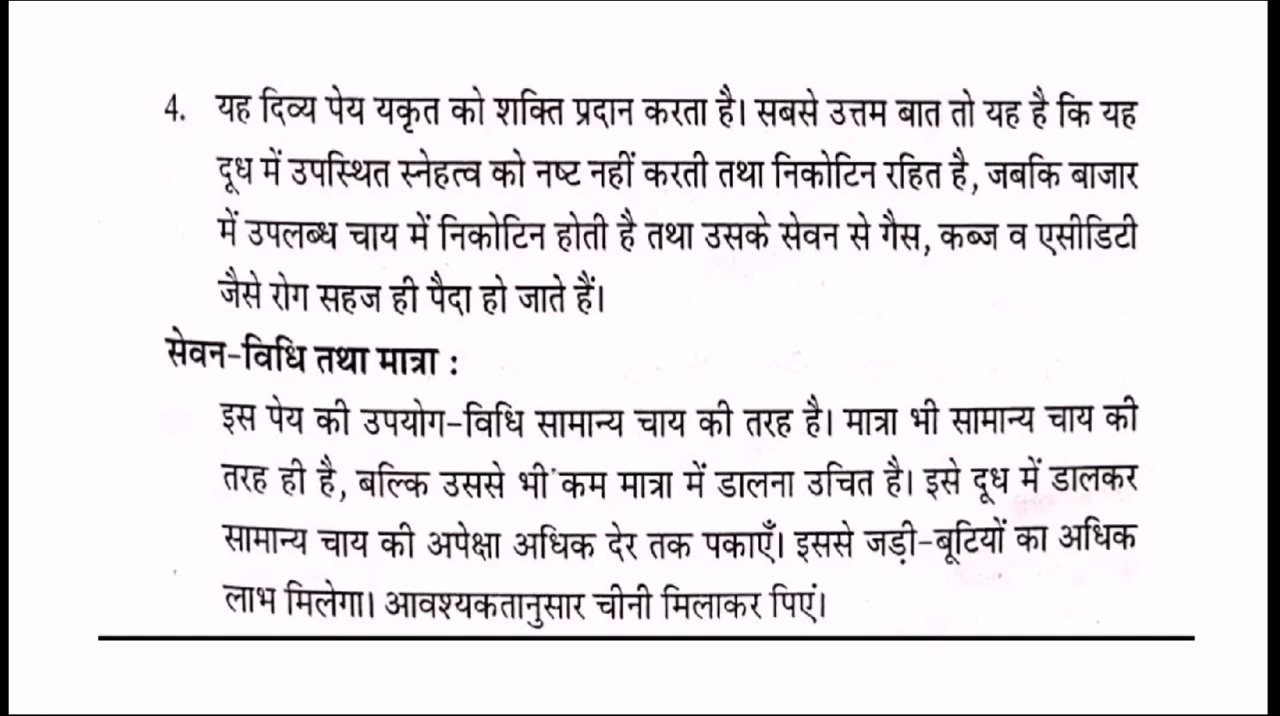 4. यह दिव्य पेय यकृत को शक्ति प्रदान करता है। सबसे उत्तम बात तो यह है कि यह
दूध में उपस्थित स्नेहत्व को नष्ट नहीं करती तथा निकोटिन रहित है, जबकि बाजार
में उपलब्ध चाय में निकोटिन होती है तथा उसके सेवन से गैस, कब्ज व एसीडिटी
जैसे रोग सहज ही पैदा हो जाते हैं।
सेवन-विधि तथा मात्रा :
इस पेय की उपयोग-विधि सामान्य चाय की तरह है। मात्रा भी सामान्य चाय की
तरह ही है, बल्कि उससे भी कम मात्रा में डालना उचित है। इसे दूध में डालकर
सामान्य चाय की अपेक्षा अधिक देर तक पकाएँ। इससे जड़ी-बूटियों का अधिक
लाभ मिलेगा। आवश्यकतानुसार चीनी मिलाकर पिएं।